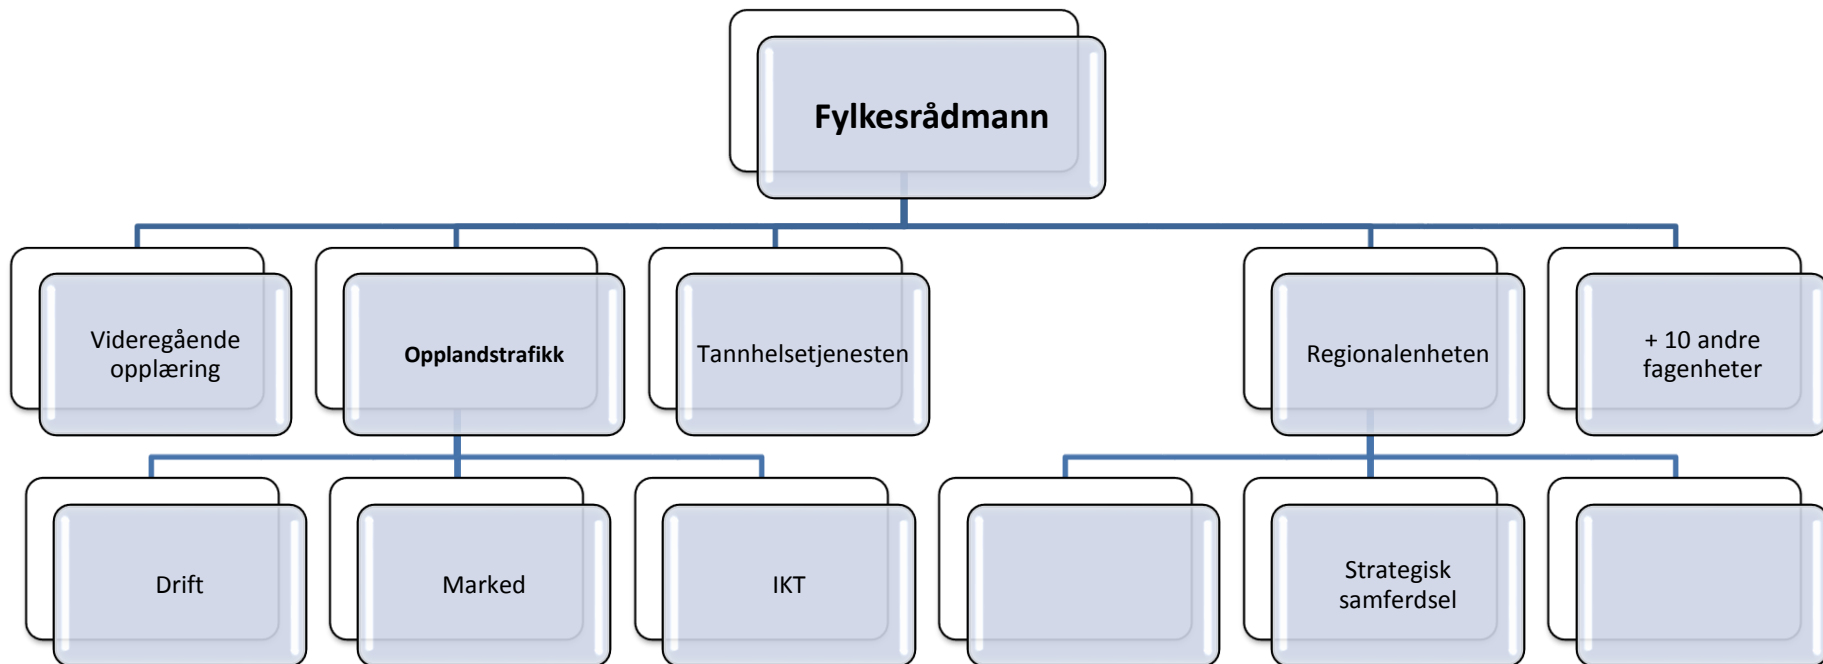 Fylkesrådmann
Videregående
opplæring
Opplandstrafikk
Tannhelsetjenesten
Regionalenheten
+ 10 andre
fagenheter
Drift
Marked
IKT
Strategisk
samferdsel